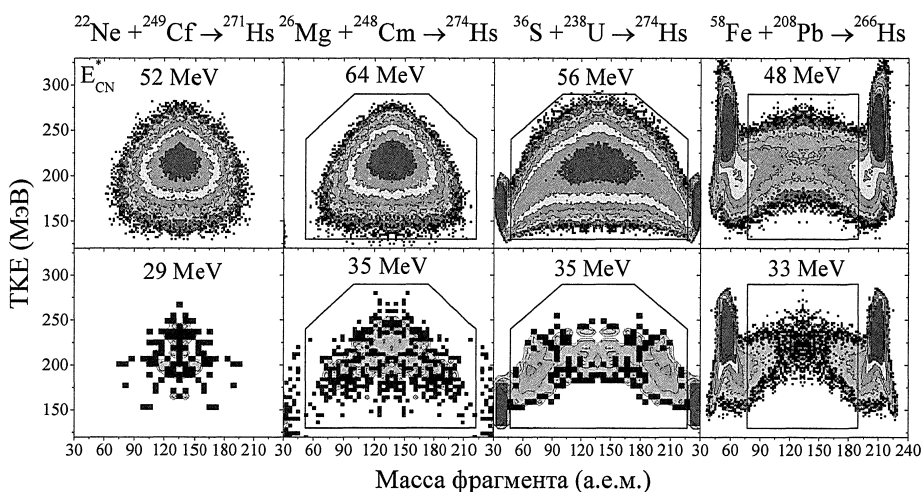 ²²Ne +²⁴⁹Cf →²⁷¹Hs ²⁶Mg +²⁴⁸Cm →²⁷⁴Hs ³⁶S +²³⁸U →²⁷⁴Hs ⁵⁸Fe +²⁰⁸Pb → ²⁶⁶Hs
E*CN
52 MeV 64 MeV 56 MeV 48 MeV
300
250
200
150
29 MeV 35 MeV 35 MeV 33 MeV
300
250
200
150
TKE (МэВ)
30 60 90 120 150 180 210 30 60 90 120 150 180 210 30 60 90 120 150 180 210 30 60 90 120 150 180 210 240
Масса фрагмента (а.е.м.)